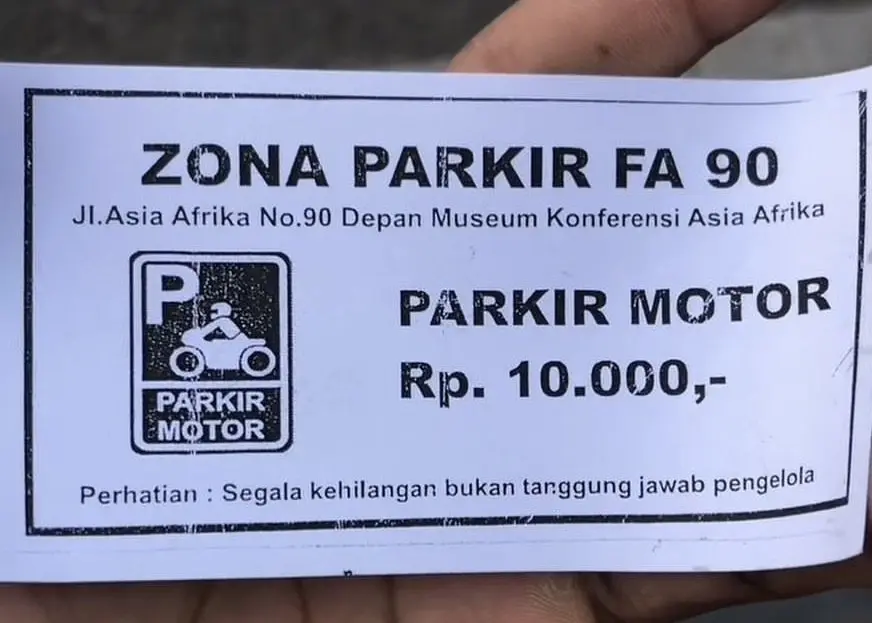 ZONA PARKIR FA 90
Jl.Asia Afrika No.90 Depan Museum Konferensi Asia Afrika
P
PARKIR MOTOR
PARKIR MOTOR
Rp. 10.000,-
Perhatian : Segala kehilangan bukan tanggung jawab pengelola